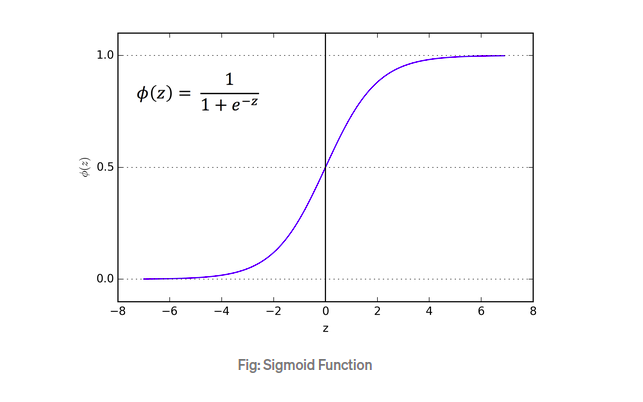 1.0
ϕ(z) = 1 / (1 + e^{-z})
ϕ(z)
0.5
0.0
−8 −6 −4 −2 0 2 4 6 8
z
Fig: Sigmoid Function